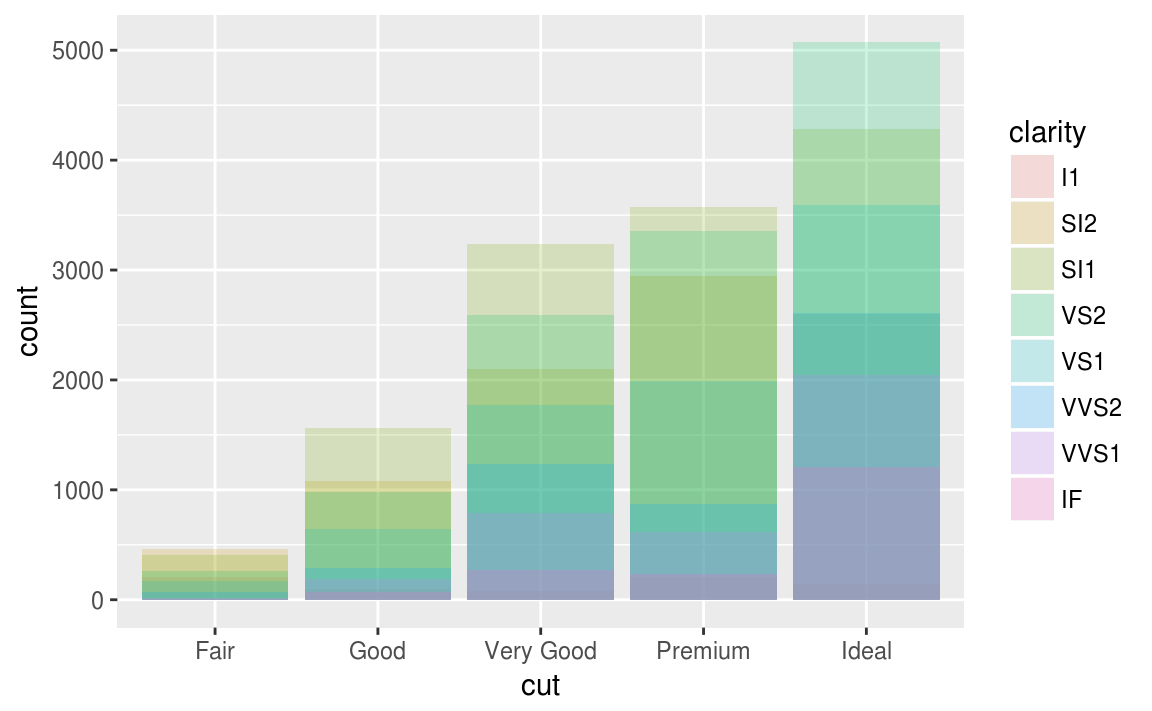 5000
4000
3000
2000
1000
0
count
Fair
Good
Very Good
Premium
Ideal
cut
clarity
I1
SI2
SI1
VS2
VS1
VVS2
VVS1
IF